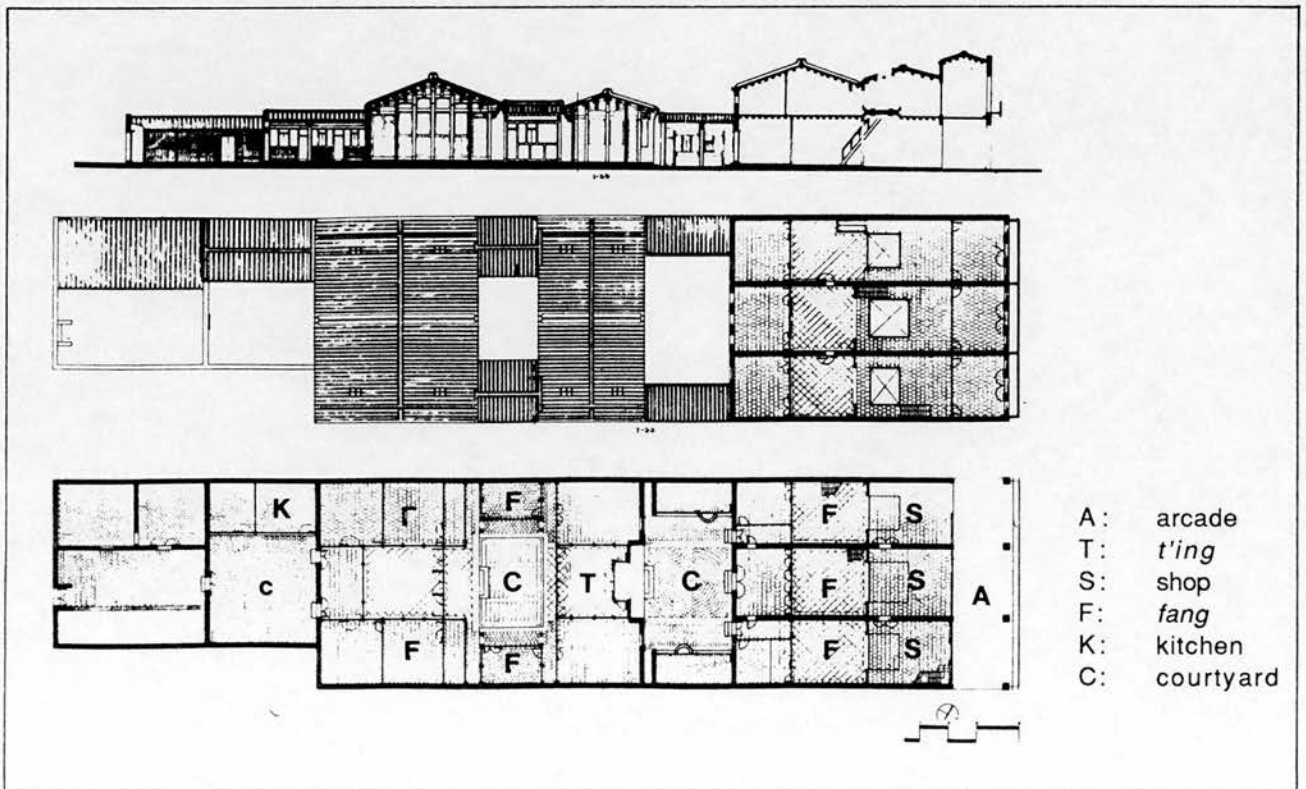 K F F S
C C T C F S A
F F F S
A: arcade
T: t'ing
S: shop
F: fang
K: kitchen
C: courtyard